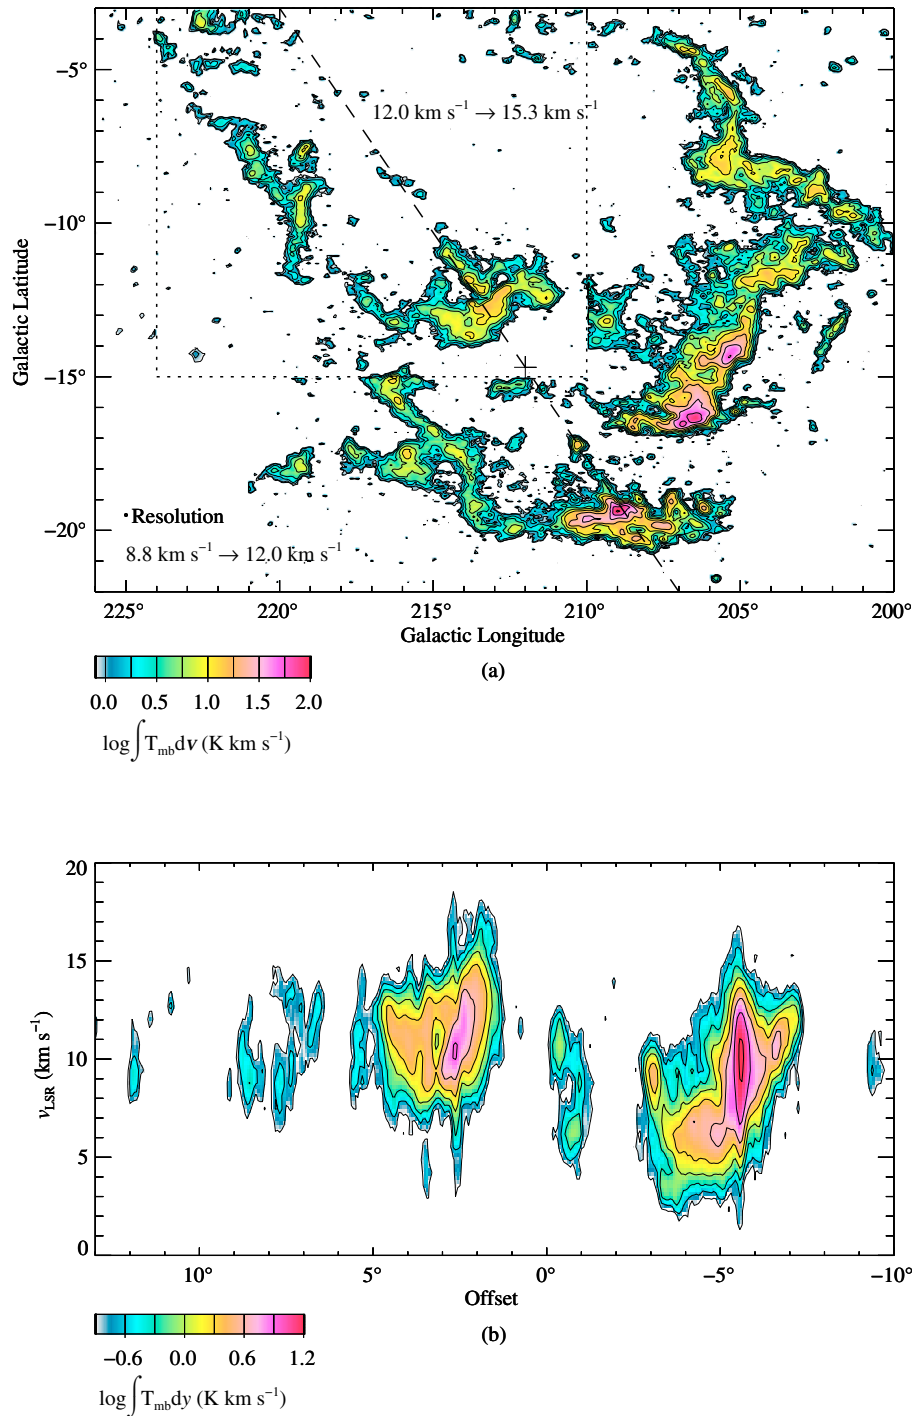 −5°
−10°
−15°
−20°
Galactic Latitude
12.0 km s⁻¹ → 15.3 km s⁻¹
Resolution
8.8 km s⁻¹ → 12.0 km s⁻¹
225° 220° 215° 210° 205° 200°
Galactic Longitude
(a)
0.0 0.5 1.0 1.5 2.0
log∫T_mb dv (K km s⁻¹)
20
15
10
5
0
v_LSR (km s⁻¹)
10° 5° 0° −5° −10°
Offset
(b)
−0.6 0.0 0.6 1.2
log∫T_mb dy (K km s⁻¹)